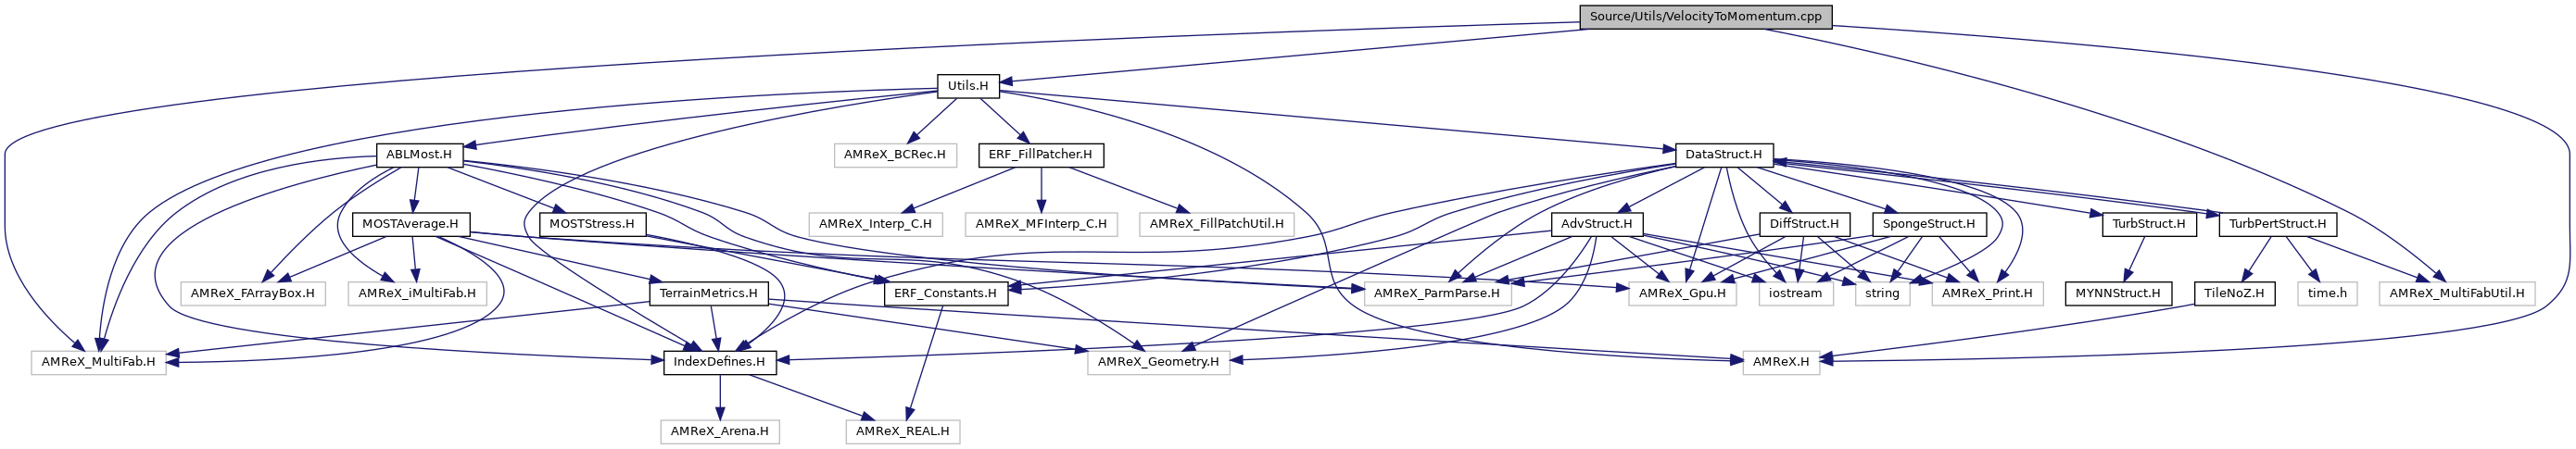 Source/Utils/VelocityToMomentum.cpp
Utils.H
ABLMost.H
AMReX_BCRec.H
ERF_FillPatcher.H
DataStruct.H
MOSTAverage.H
MOSTStress.H
AMReX_Interp_C.H
AMReX_MFInterp_C.H
AMReX_FillPatchUtil.H
AdvStruct.H
DiffStruct.H
SpongeStruct.H
TurbStruct.H
TurbPertStruct.H
AMReX_FArrayBox.H
AMReX_iMultiFab.H
TerrainMetrics.H
ERF_Constants.H
AMReX_ParmParse.H
AMReX_Gpu.H
iostream
string
AMReX_Print.H
MYNNStruct.H
TileNoZ.H
time.h
AMReX_MultiFabUtil.H
AMReX_MultiFab.H
IndexDefines.H
AMReX_Geometry.H
AMReX.H
AMReX_Arena.H
AMReX_REAL.H